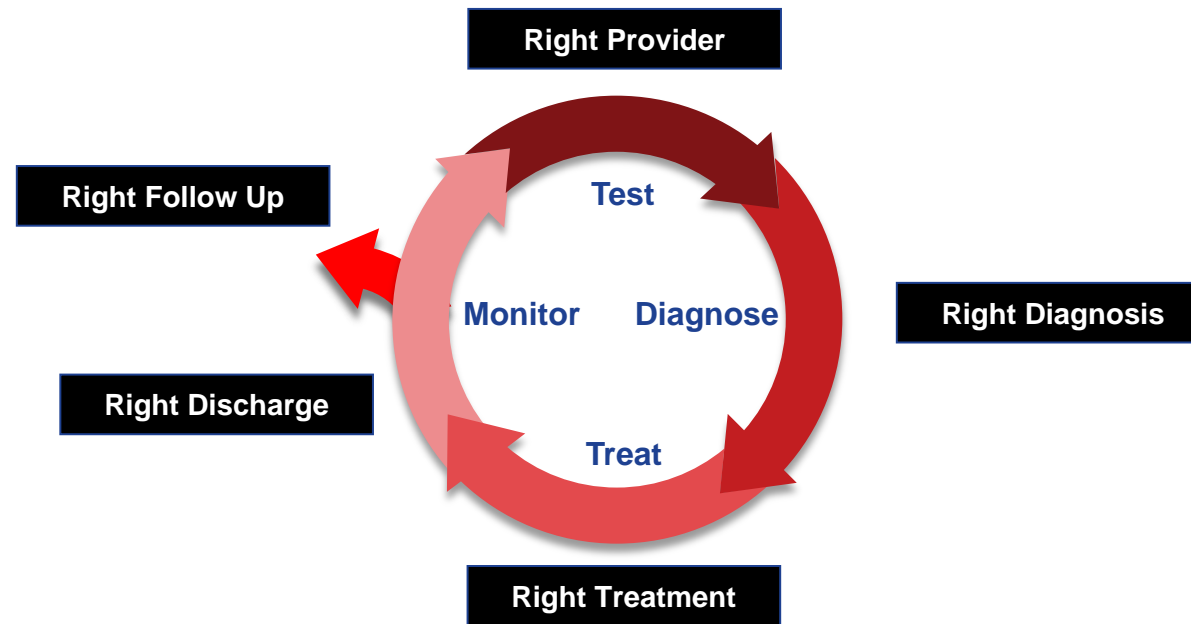 Right Provider
Test
Right Follow Up
Monitor
Diagnose
Right Diagnosis
Right Discharge
Treat
Right Treatment